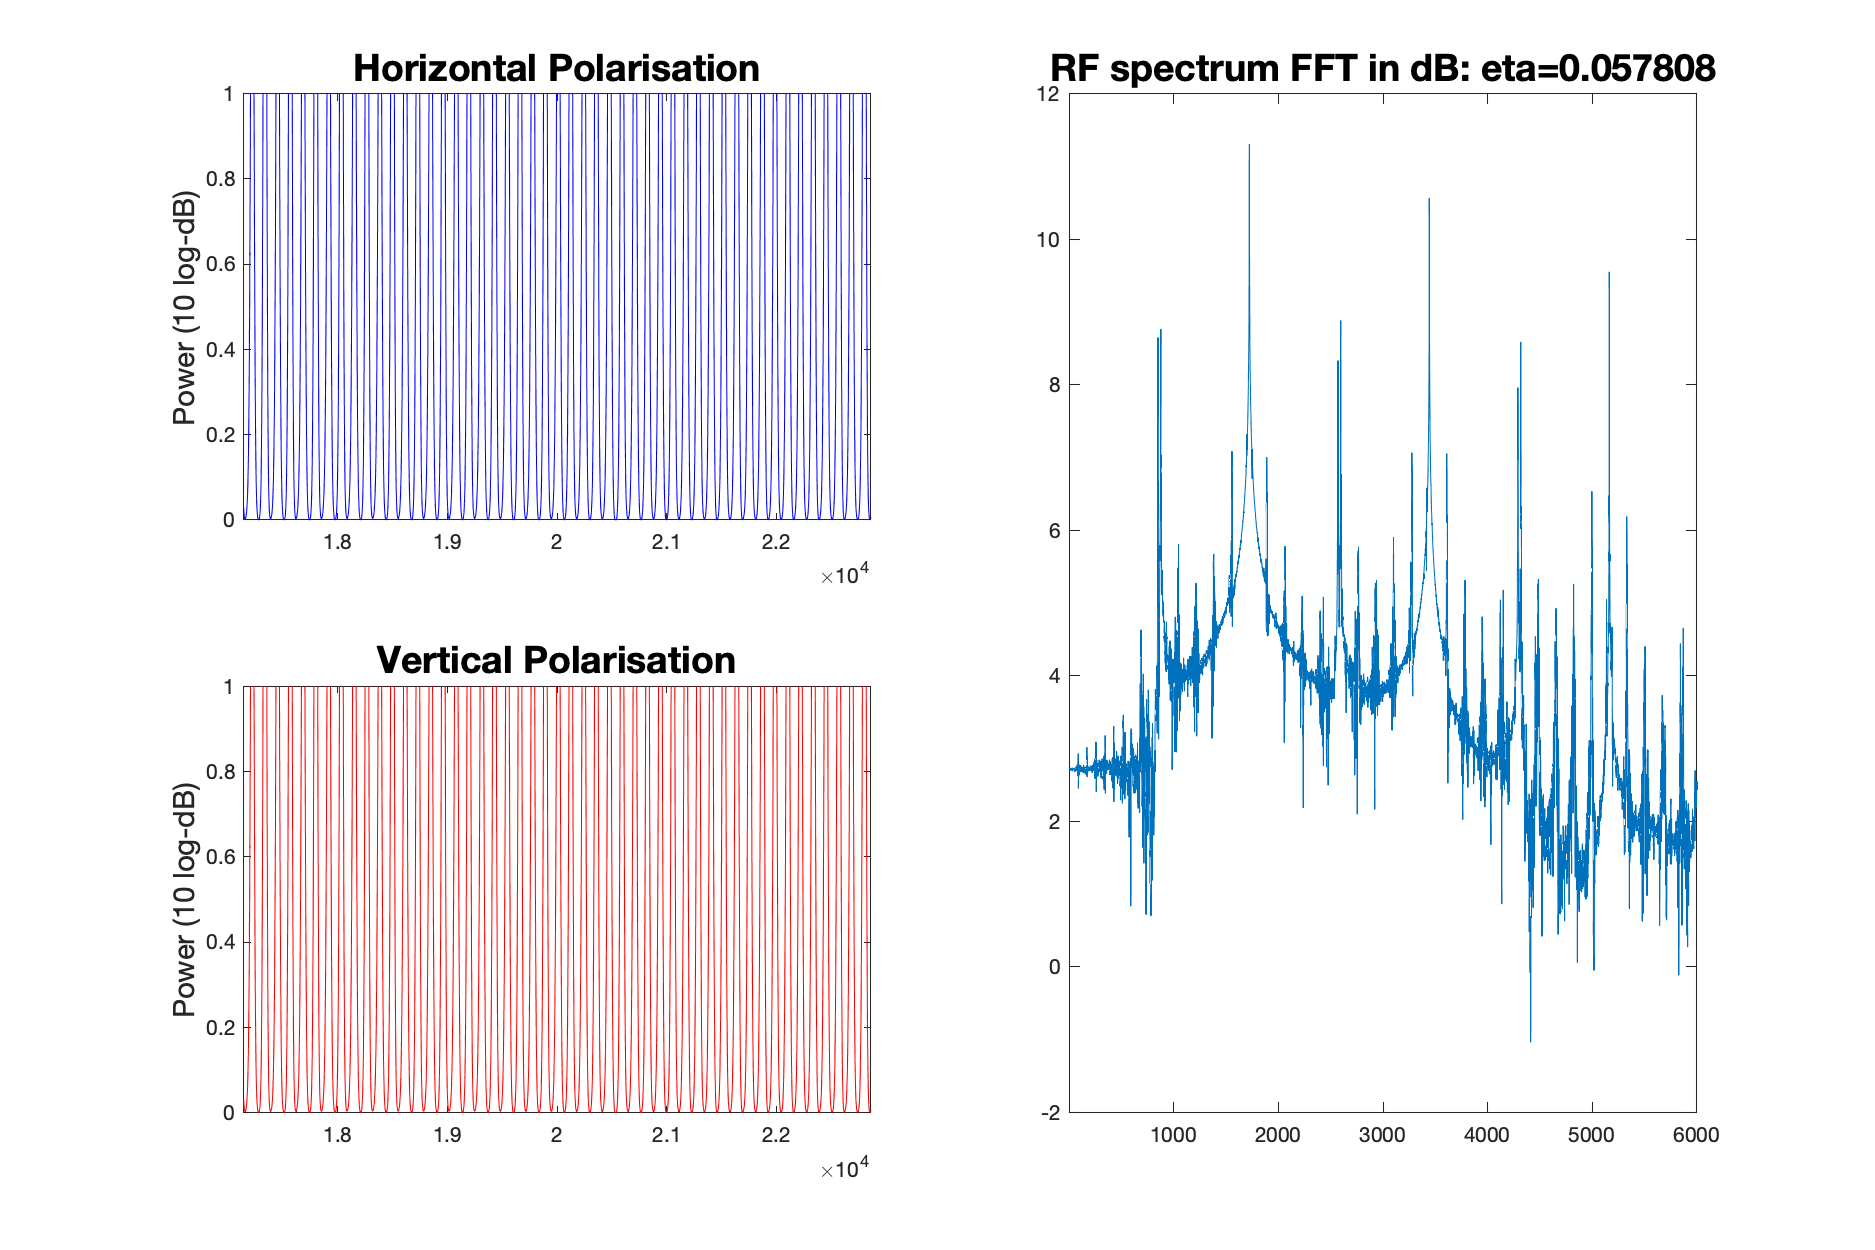 Horizontal Polarisation
Power (10 log-dB)
1
0.8
0.6
0.4
0.2
0
1.8 1.9 2 2.1 2.2
×10^4
Vertical Polarisation
Power (10 log-dB)
1
0.8
0.6
0.4
0.2
0
1.8 1.9 2 2.1 2.2
×10^4
RF spectrum FFT in dB: eta=0.057808
12
10
8
6
4
2
0
-2
1000 2000 3000 4000 5000 6000